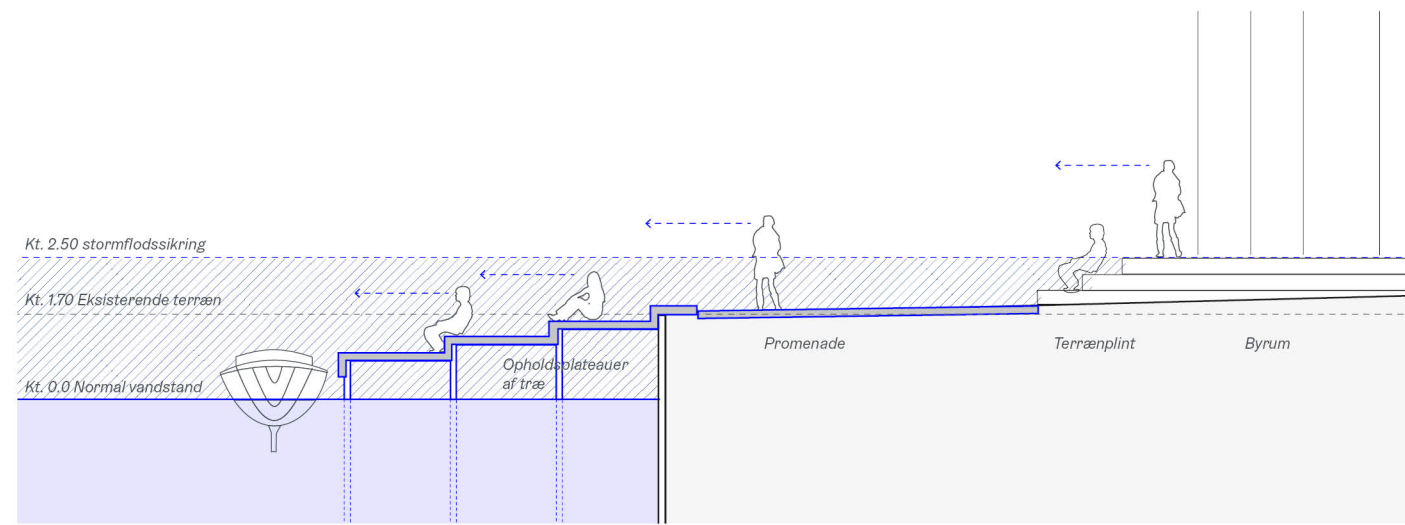 Kt. 2.50 stormflodssikring
Kt. 1.70 Eksisterende terræn
Kt. 0.0 Normal vandstand
Opholdsplateauer
af træ
Promenade
Terrænplint
Byrum